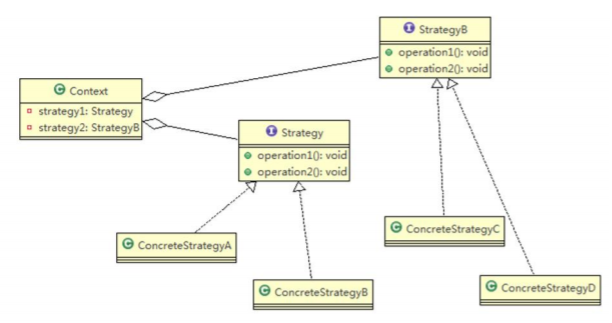 StrategyB
operation1(): void
operation2(): void
Context
strategy1: Strategy
strategy2: StrategyB
Strategy
operation1(): void
operation2(): void
ConcreteStrategyA
ConcreteStrategyC
ConcreteStrategyB
ConcreteStrategyD